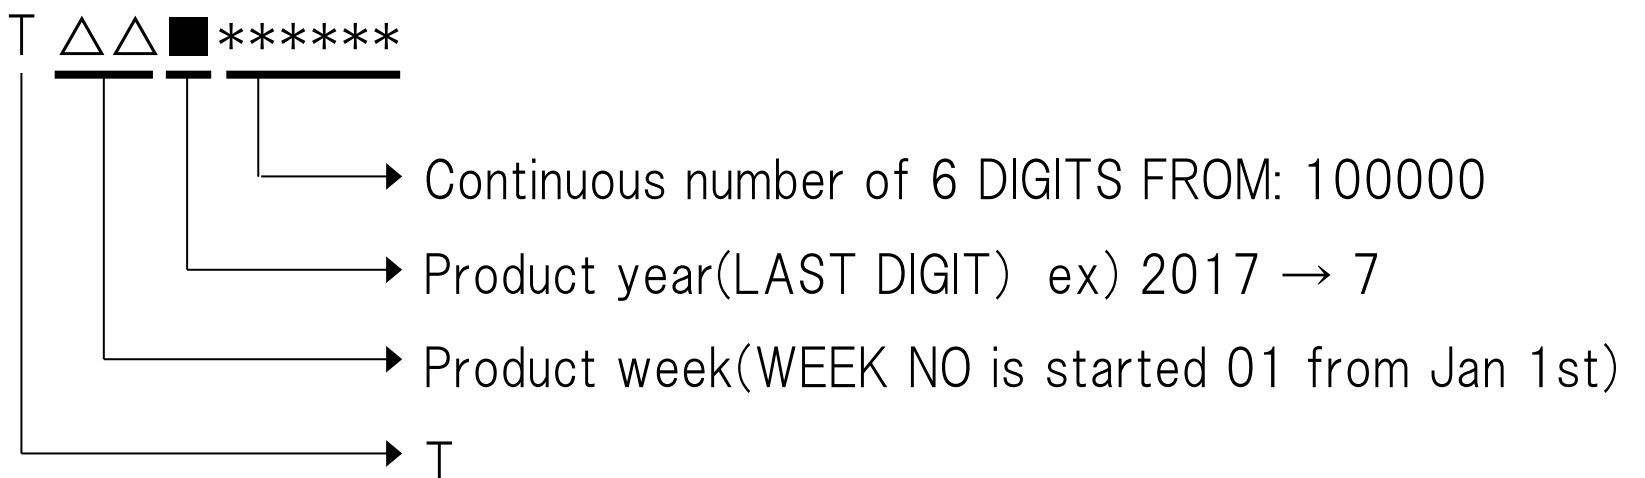 T △△■******
Continuous number of 6 DIGITS FROM: 100000
Product year(LAST DIGIT) ex) 2017 → 7
Product week(WEEK NO is started 01 from Jan 1st)
T